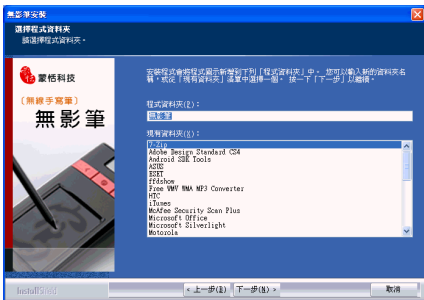 無影筆安裝
選擇程式資料夾
請選擇程式資料夾。
蒙恬科技
〔無線手寫筆〕
無影筆
安裝程式會將程式圖示新增到下列「程式資料夾」中。 您可以輸入新的資料夾名
稱，或從「現有資料夾」清單中選擇一個。 按一下「下一步」以繼續。
程式資料夾(P)：
無影筆
現有資料夾(X)：
7-Zip
Adobe Design Standard CS4
Android SDK Tools
ASUS
ESET
ffdshow
Free WMV WMA MP3 Converter
HTC
iTunes
McAfee Security Scan Plus
Microsoft Office
Microsoft Silverlight
Motorola
InstallShield
< 上一步(B)
下一步(N) >
取消